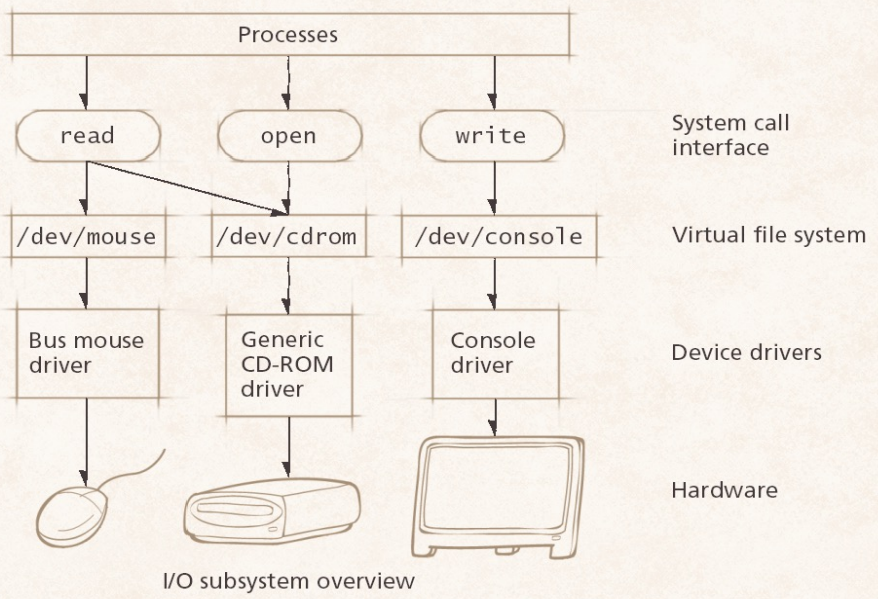 Processes
read
open
write
System call
interface
/dev/mouse
/dev/cdrom
/dev/console
Virtual file system
Bus mouse
driver
Generic
CD-ROM
driver
Console
driver
Device drivers
Hardware
I/O subsystem overview